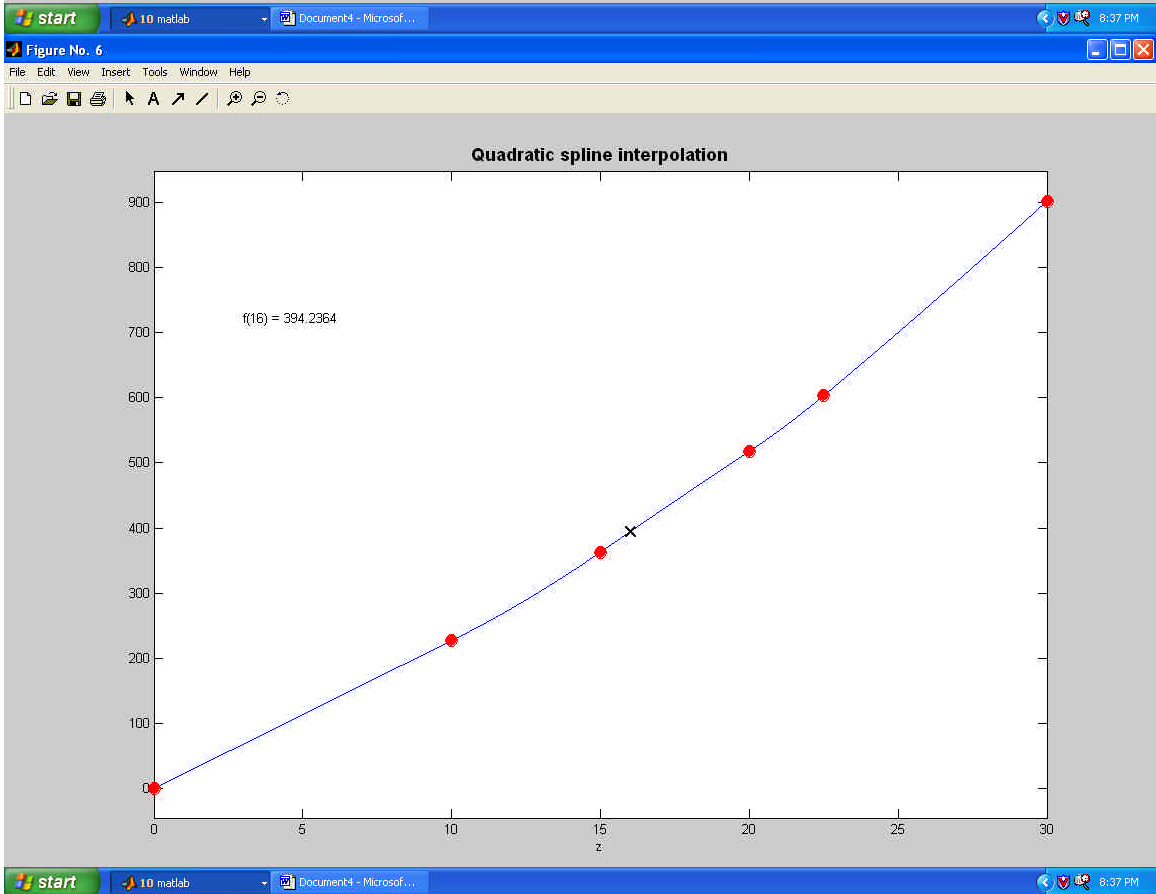 start 10 matlab Document4 - Microsof... 8:37 PM
Figure No. 6
File Edit View Insert Tools Window Help
A
Quadratic spline interpolation
900
800
f(16) = 394.2364
700
600
500
400
300
200
100
0
0 5 10 15 20 25 30
z
start 10 matlab Document4 - Microsof... 8:37 PM